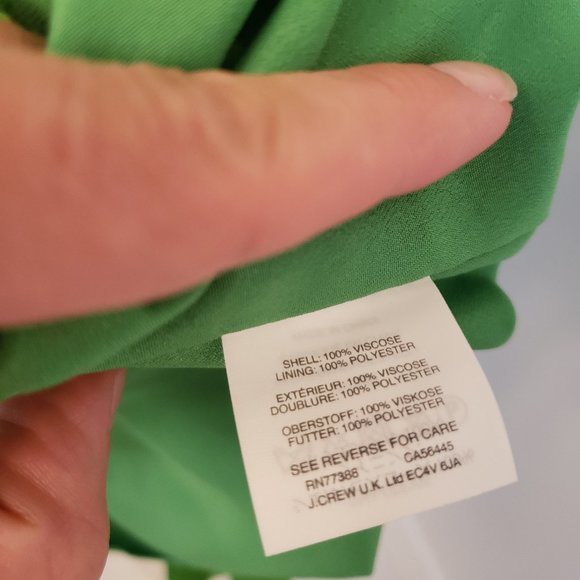 SHELL: 100% VISCOSE
LINING: 100% POLYESTER
EXTÉRIEUR: 100% VISCOSE
DOUBLURE: 100% POLYESTER
OBERSTOFF: 100% VISKOSE
FUTTER: 100% POLYESTER
SEE REVERSE FOR CARE
RN77388 CA56445
J.CREW U.K. Ltd EC4V 6JA